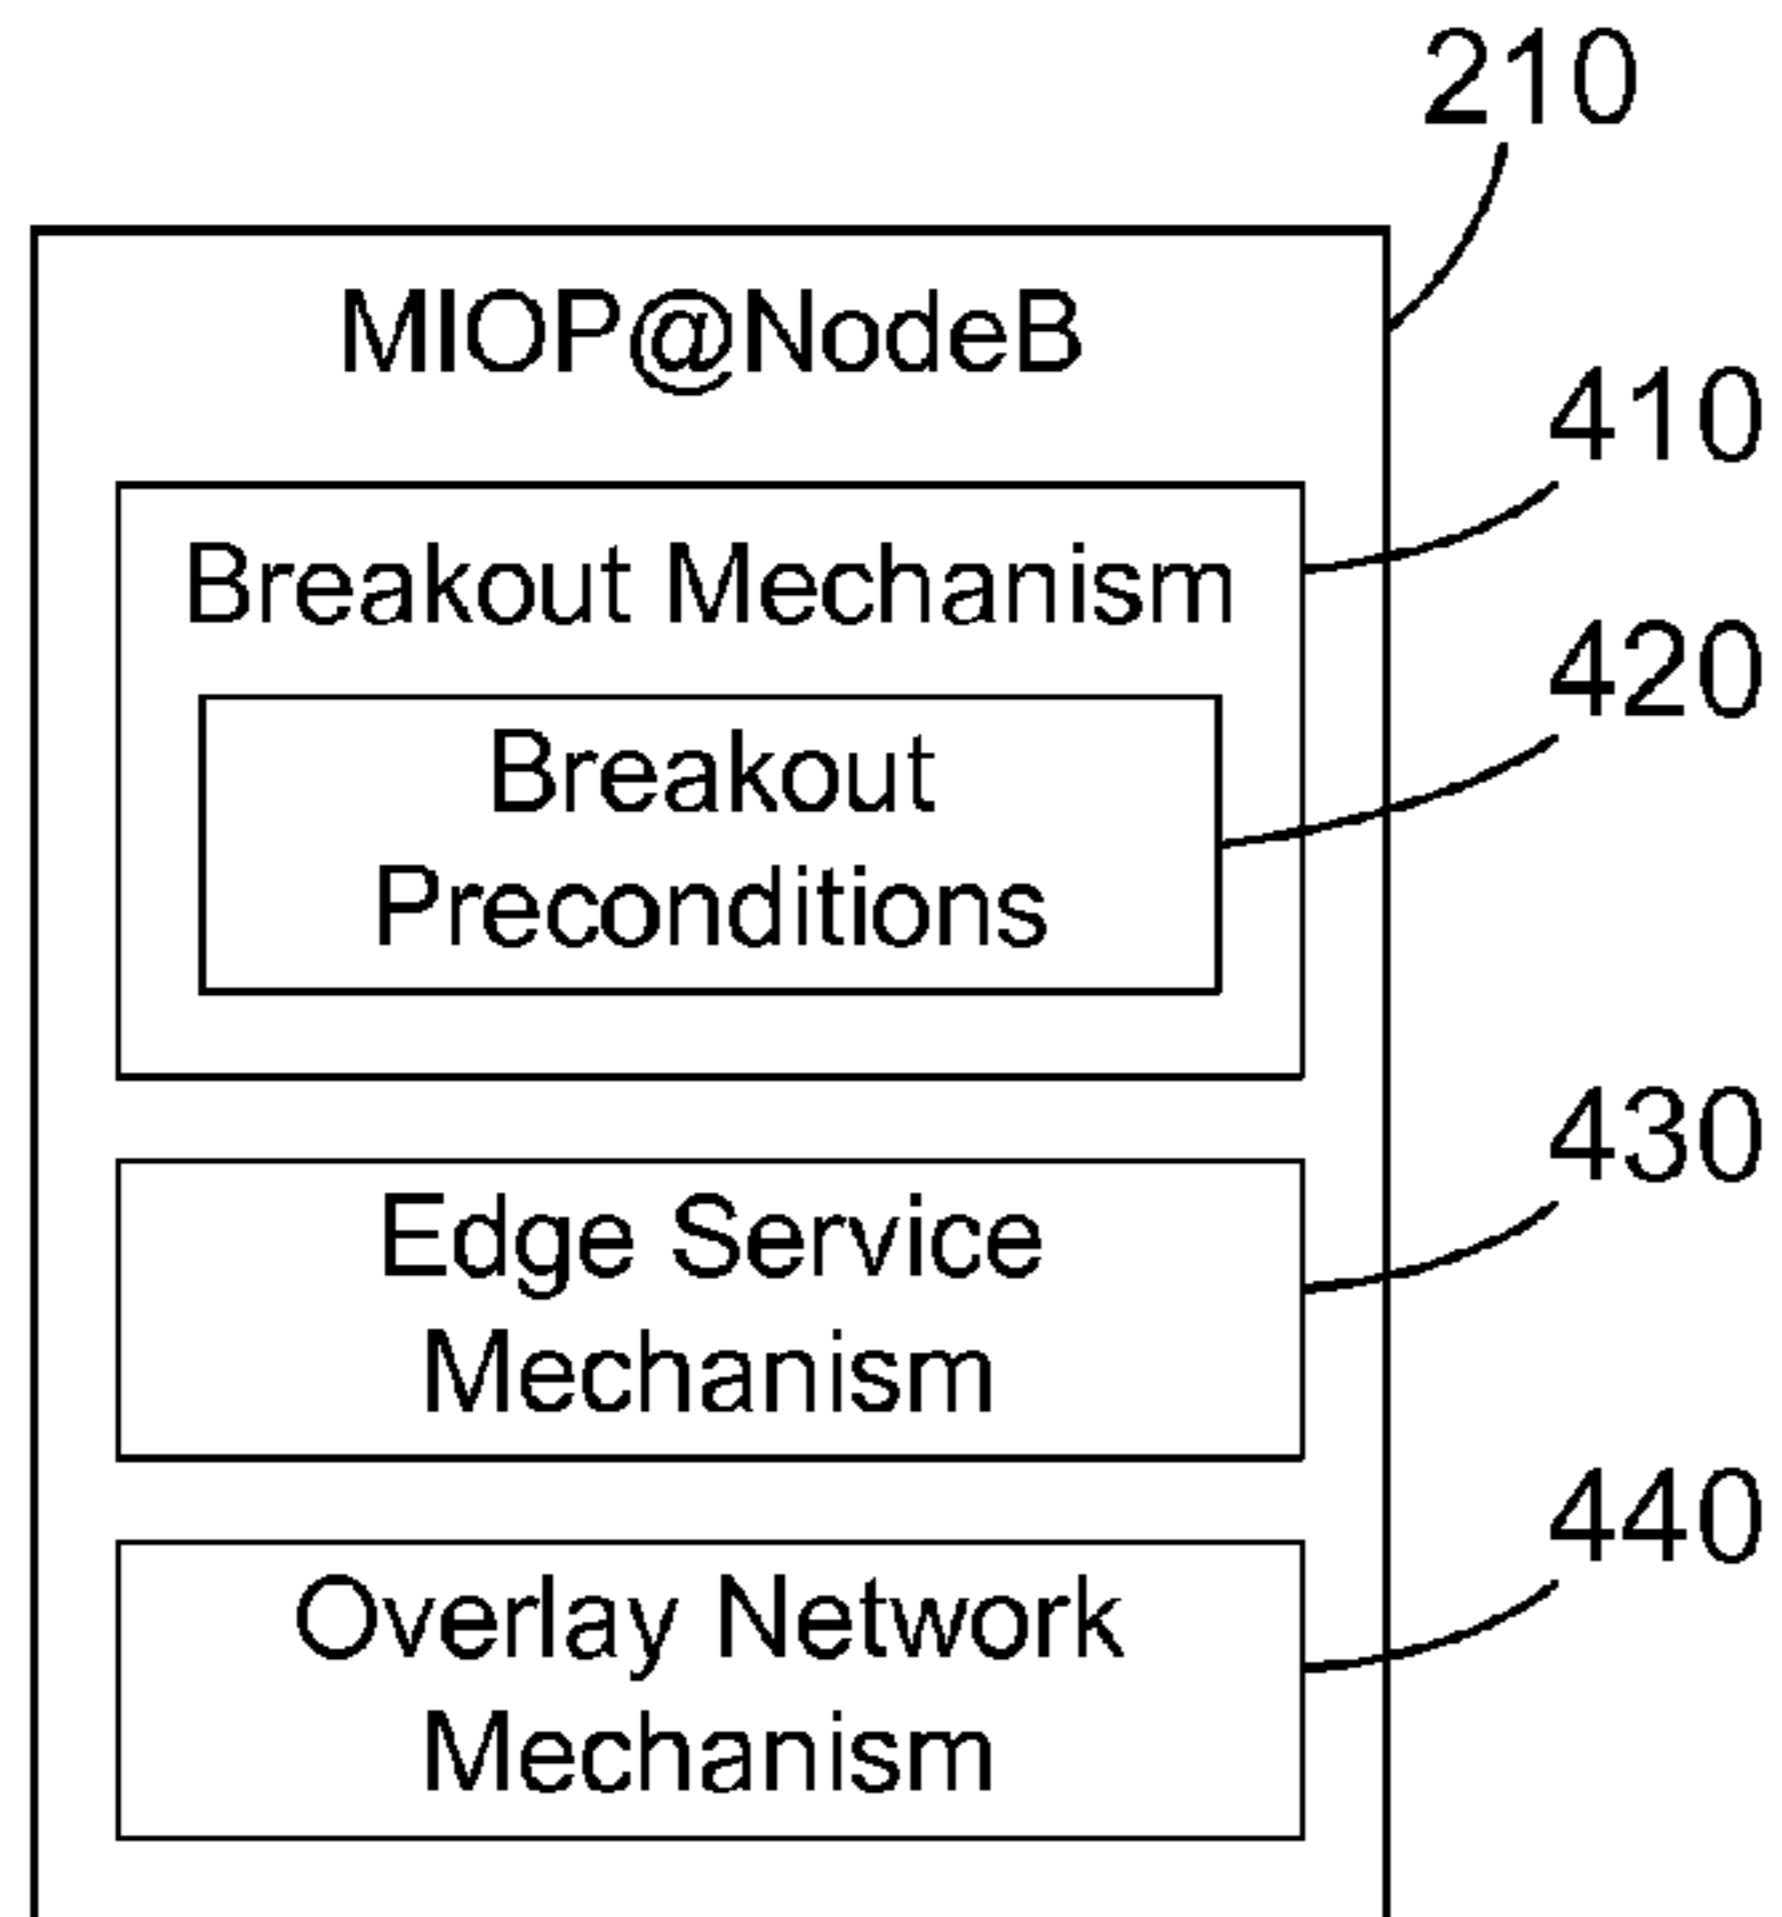 210
MIOP@NodeB
410
Breakout Mechanism
420
Breakout
Preconditions
430
Edge Service
Mechanism
440
Overlay Network
Mechanism